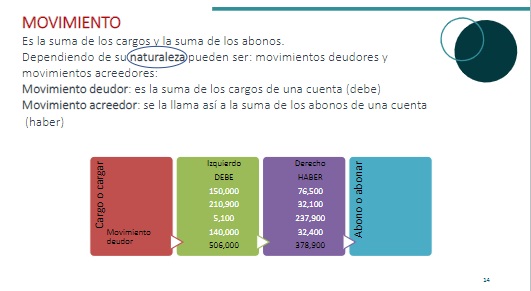 MOVIMIENTO
Es la suma de los cargos y la suma de los abonos.
Dependiendo de su naturaleza pueden ser: movimientos deudores y
movimientos acreedores:
Movimiento deudor: es la suma de los cargos de una cuenta (debe)
Movimiento acreedor: se la llama así a la suma de los abonos de una cuenta
(haber)
Cargo o cargar
Movimiento
deudor
Izquierdo
DEBE
150,000
210,900
5,100
140,000
506,000
Derecho
HABER
76,500
32,100
237,900
32,400
378,900
Abono o abonar
14